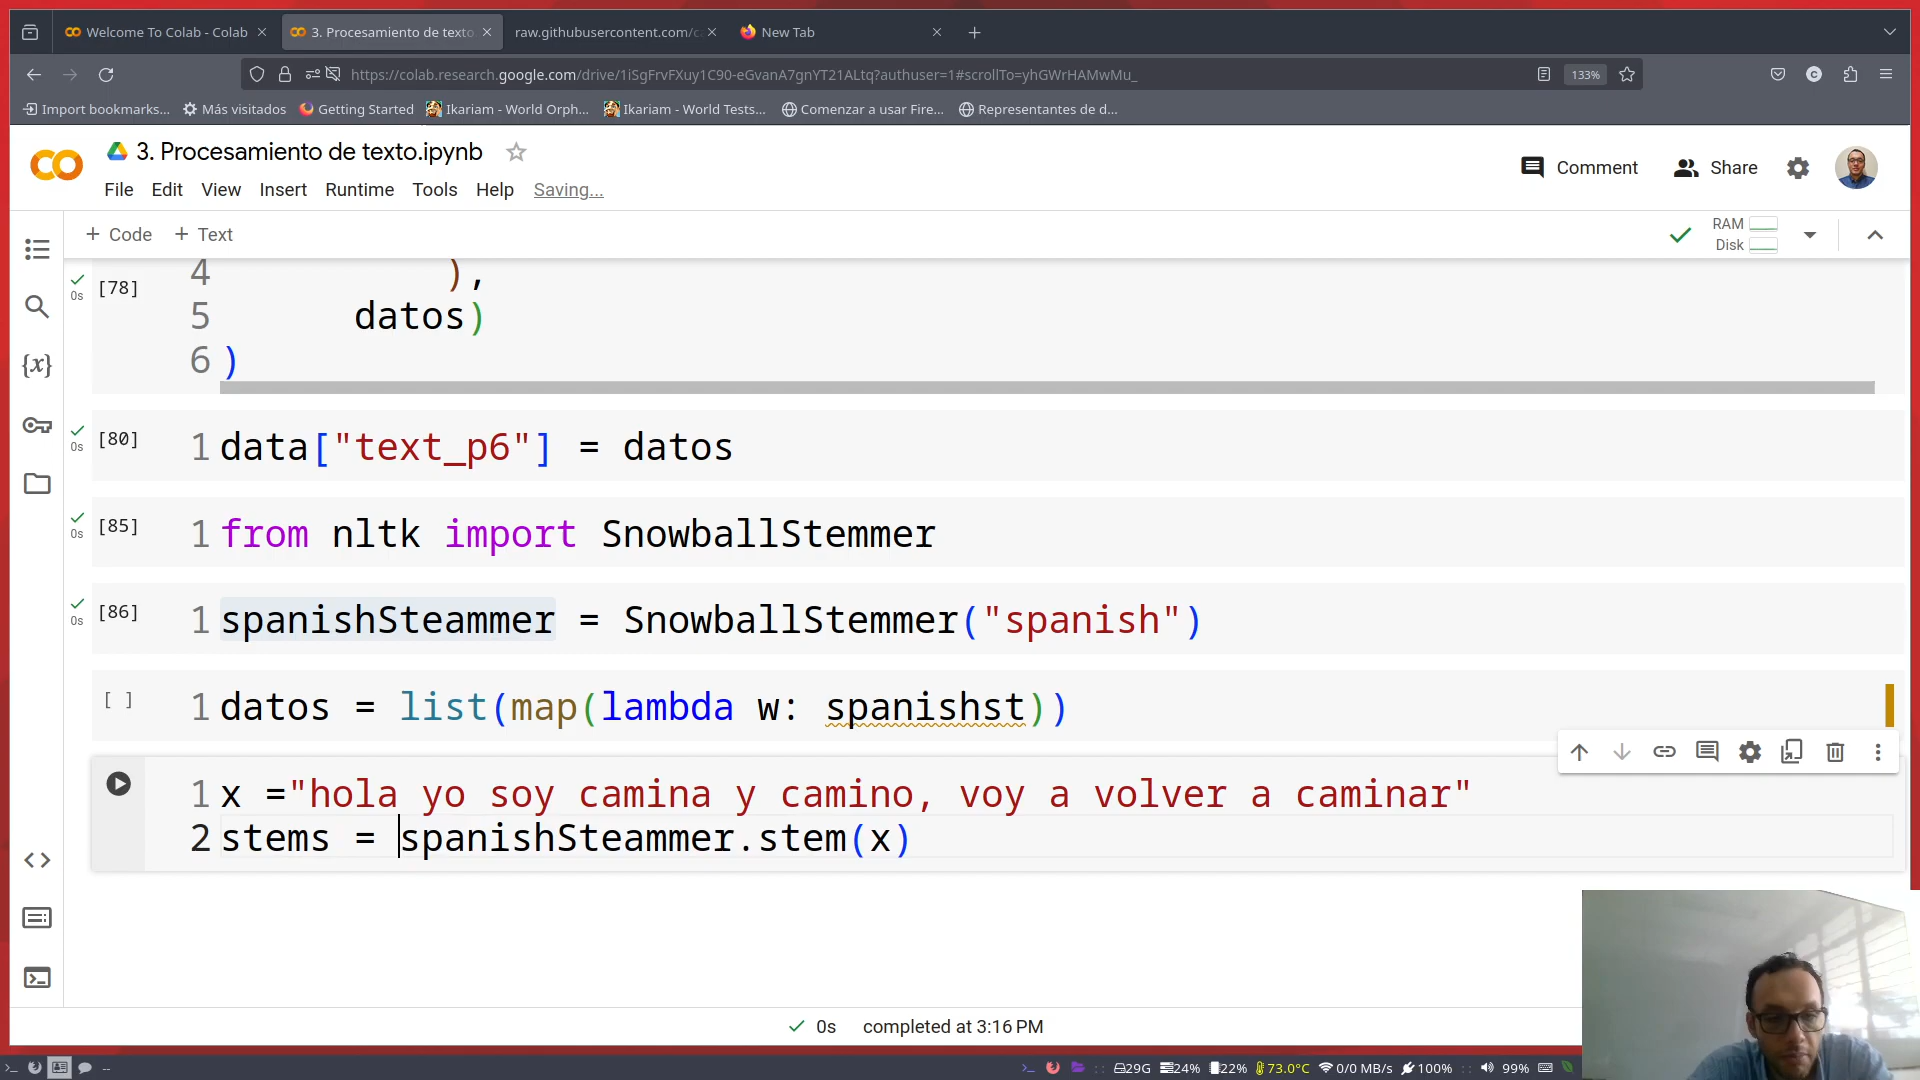 Welcome To Colab - Colab
3. Procesamiento de texto
raw.githubusercontent.com/c
New Tab
https://colab.research.google.com/drive/1iSgFrvFXuy1C90-eGvanA7gnYT21ALtq?authuser=1#scrollTo=yhGWrHAMwMu_
133%
Import bookmarks...
Más visitados
Getting Started
Ikariam - World Orph...
Ikariam - World Tests...
Comenzar a usar Fire...
Representantes de d...
3. Procesamiento de texto.ipynb
Comment
Share
File Edit View Insert Runtime Tools Help Saving...
+ Code + Text
RAM
Disk
0s [78]
4 ),
5 datos)
6 )
0s [80] 1 data["text_p6"] = datos
0s [85] 1 from nltk import SnowballStemmer
0s [86] 1 spanishSteammer = SnowballStemmer("spanish")
[ ] 1 datos = list(map(lambda w: spanishst))
1 x ="hola yo soy camina y camino, voy a volver a caminar"
2 stems = spanishSteammer.stem(x)
0s completed at 3:16 PM
29G 24% 22% 73.0°C 0/0 MB/s 100% 99%